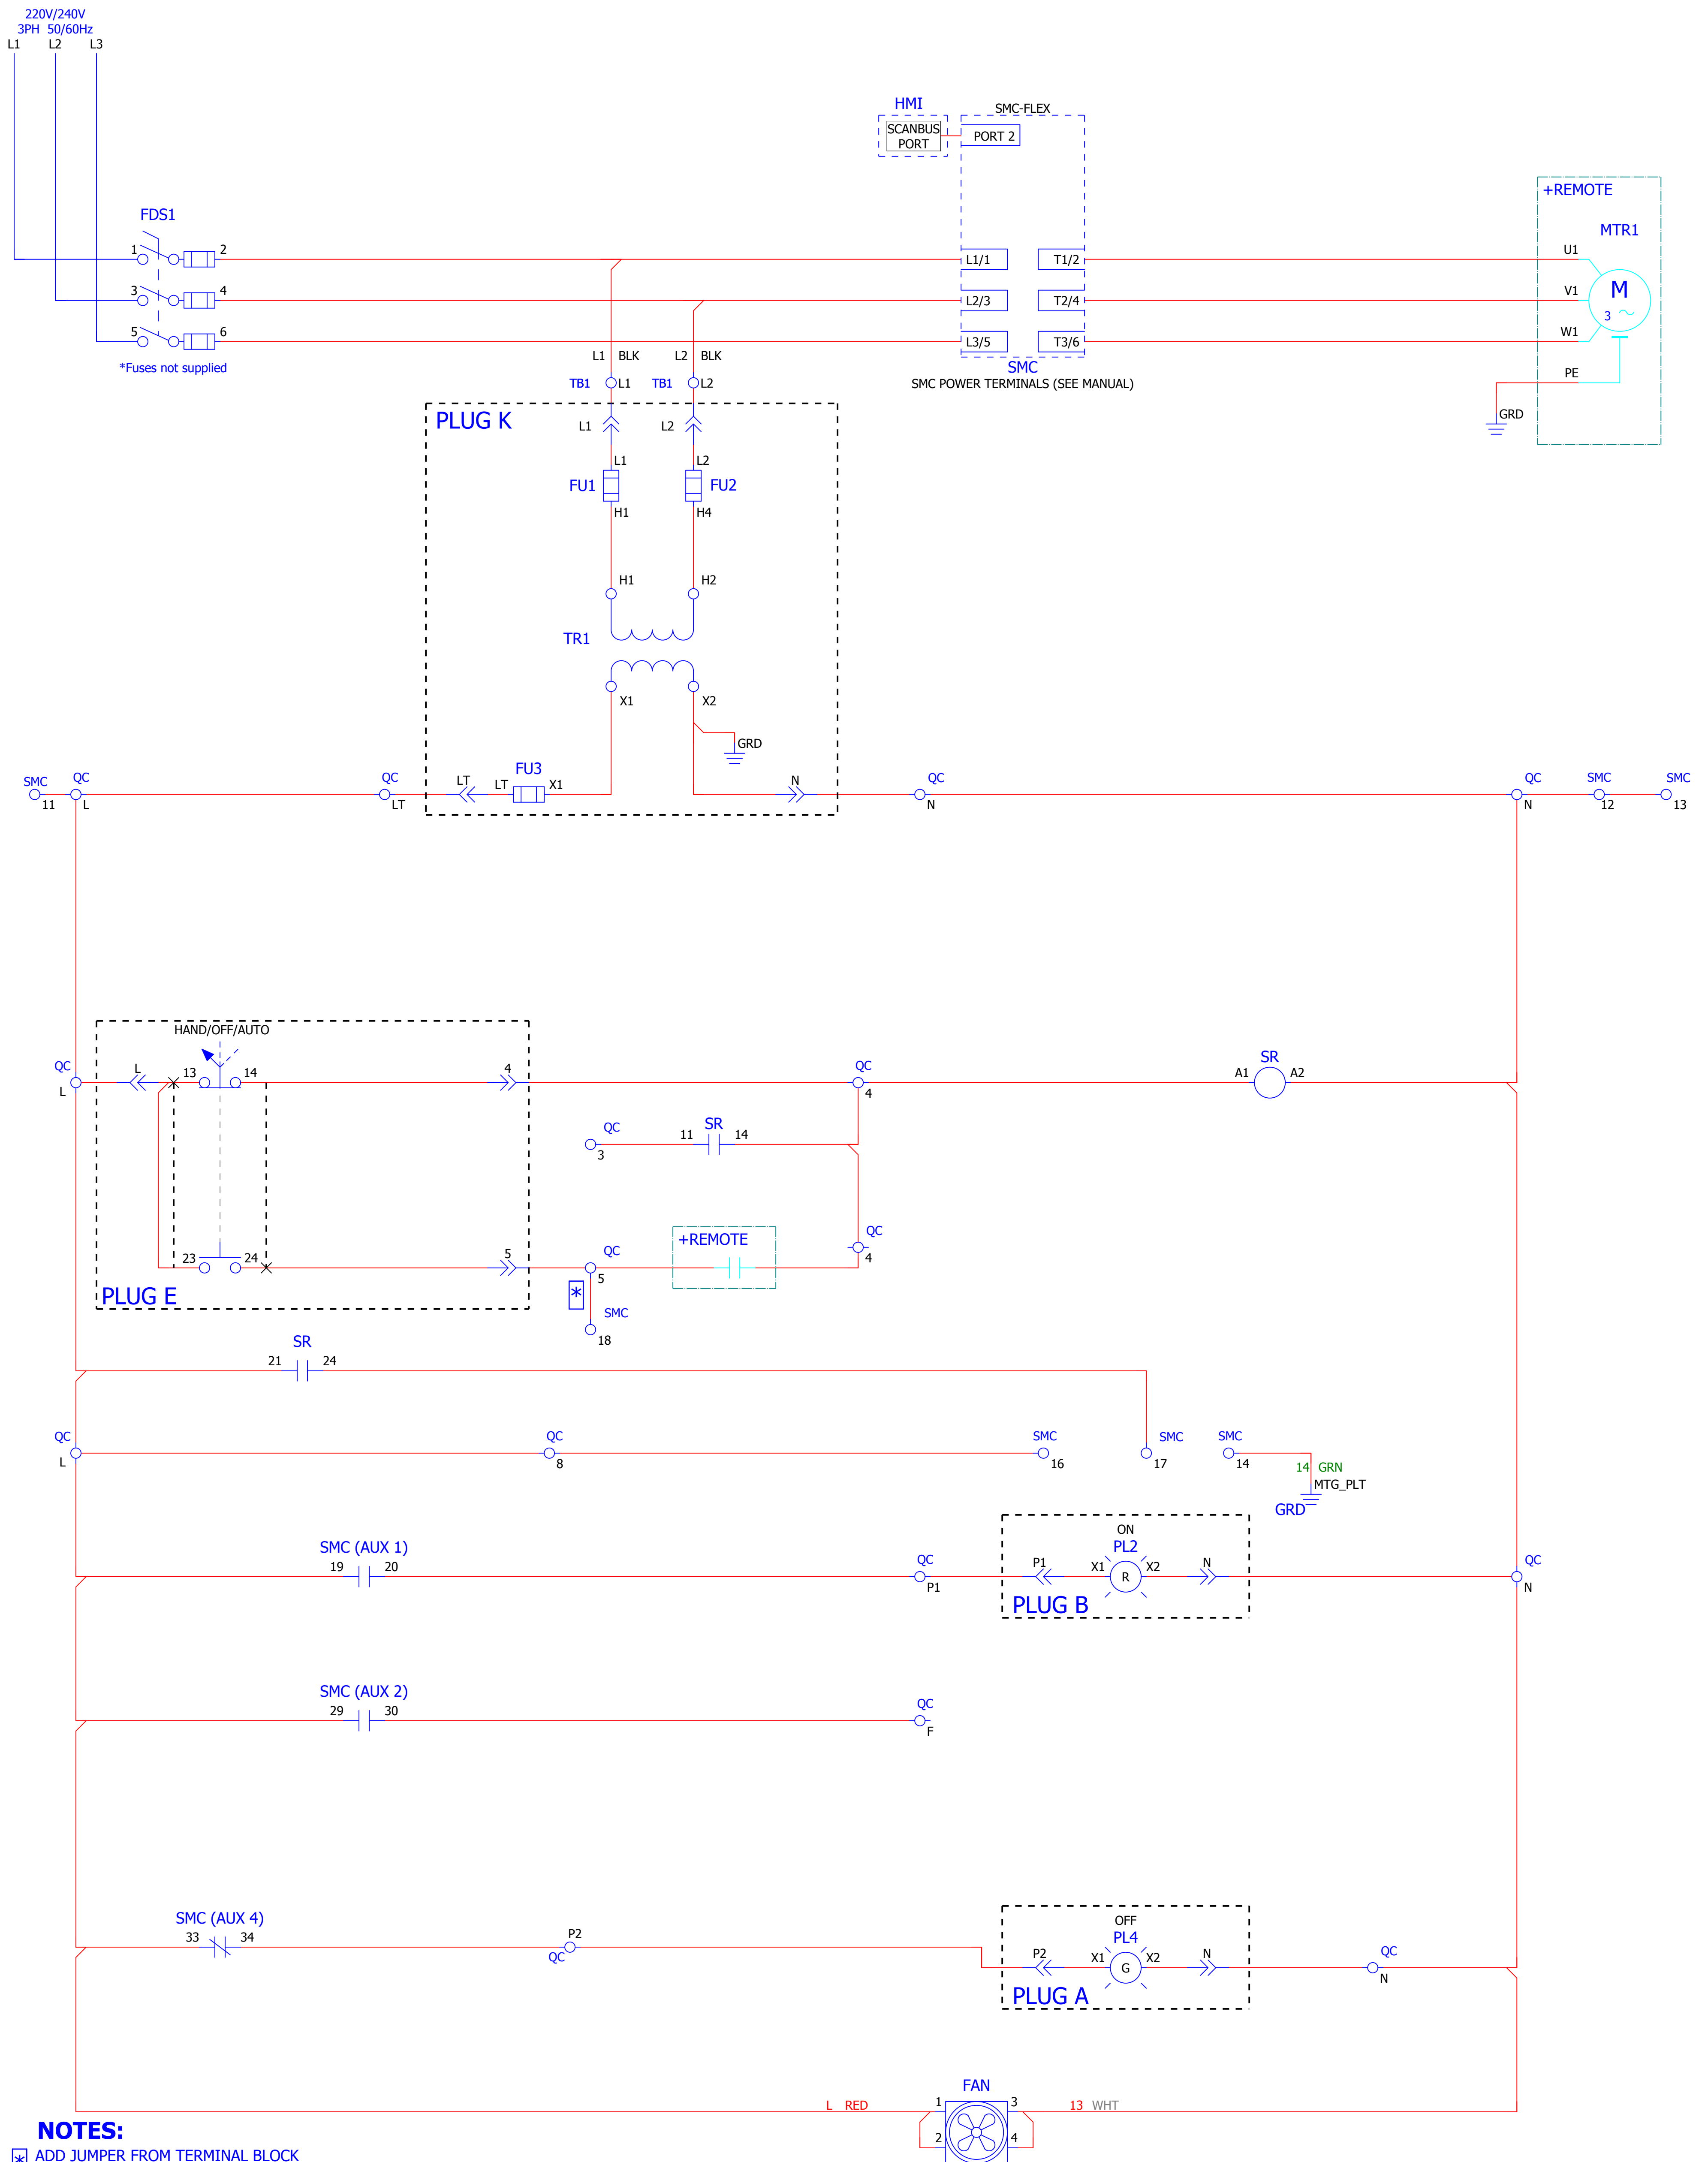 220V/240V
3PH 50/60Hz
L1 L2 L3
HMI
SCANBUS
PORT
SMC-FLEX
PORT 2
FDS1
1 2
3 4
5 6
*Fuses not supplied
L1/1 T1/2
L2/3 T2/4
L3/5 T3/6
SMC
SMC POWER TERMINALS (SEE MANUAL)
+REMOTE
MTR1
U1
V1
W1
M
3
PE
GRD
L1 BLK L2 BLK
TB1 L1 TB1 L2
PLUG K
L1 L2
L1 L2
FU1 FU2
H1 H4
H1 H2
TR1
X1 X2
GRD
SMC QC QC LT LT FU3 X1 N QC QC SMC SMC
11 L LT N N 12 13
HAND/OFF/AUTO
QC L 13 14 4 QC SR
L 4 A1 A2
QC SR
3 11 14
QC
4
+REMOTE
23 24 5 QC
5
PLUG E
*
SMC
18
SR
21 24
QC QC SMC SMC SMC
L 8 16 17 14
14 GRN
MTG_PLT
GRD
ON
PL2
SMC (AUX 1)
19 20 QC P1 X1 R X2 N QC
P1 N
PLUG B
SMC (AUX 2)
29 30 QC
F
OFF
PL4
SMC (AUX 4)
33 34 P2
QC
P2 X1 G X2 N QC
N
PLUG A
FAN
L RED 1 3 13 WHT
2 4
NOTES:
* ADD JUMPER FROM TERMINAL BLOCK